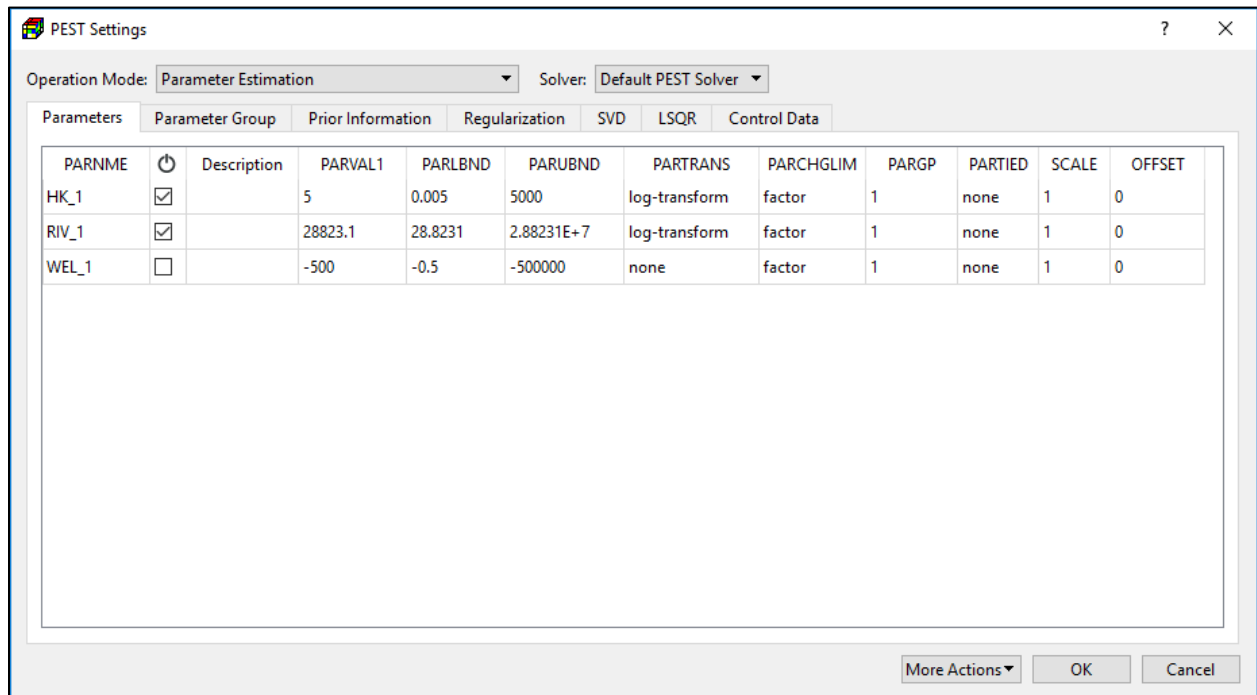 PEST Settings ?
Operation Mode: Parameter Estimation Solver: Default PEST Solver
Parameters Parameter Group Prior Information Regularization SVD LSQR Control Data
PARNME Description PARVAL1 PARLBND PARUBND PARTRANS PARCHGLIM PARGP PARTIED SCALE OFFSET
HK_1 5 0.005 5000 log-transform factor 1 none 1 0
RIV_1 28823.1 28.8231 2.88231E+7 log-transform factor 1 none 1 0
WEL_1 -500 -0.5 -500000 none factor 1 none 1 0
More Actions OK Cancel